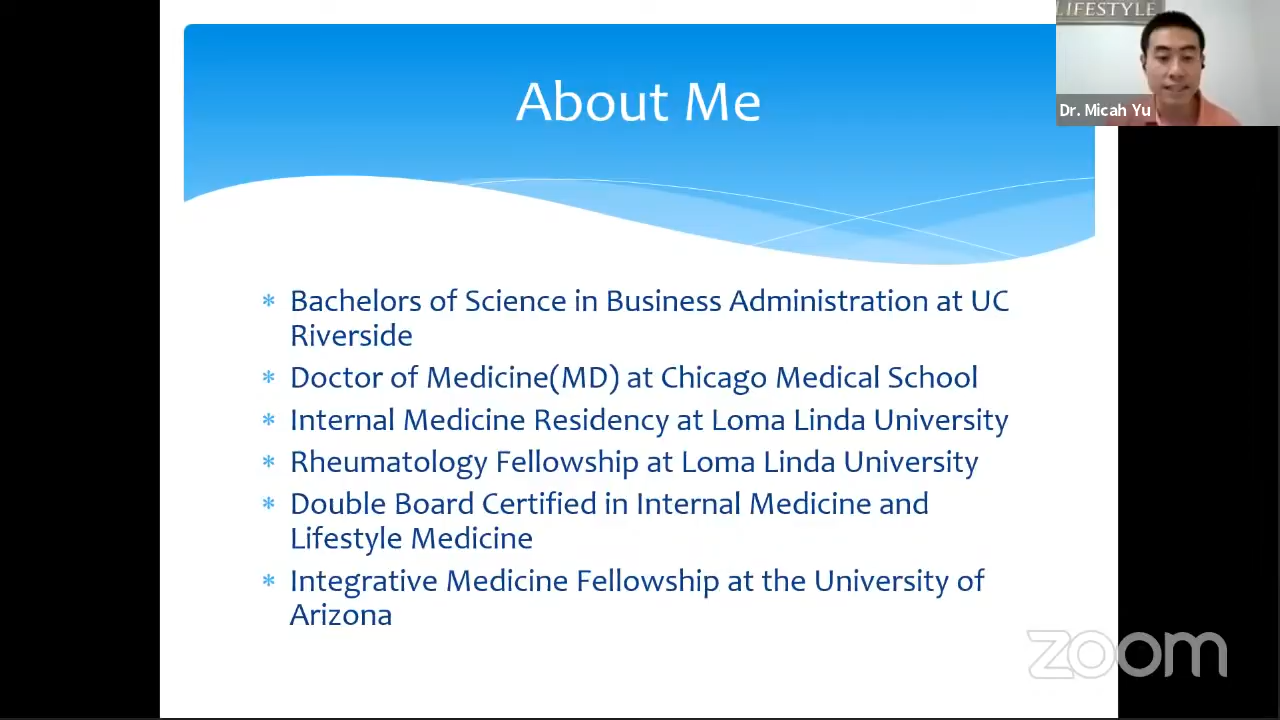 LIFESTYLE
About Me
Dr. Micah Yu
* Bachelors of Science in Business Administration at UC
Riverside
* Doctor of Medicine(MD) at Chicago Medical School
* Internal Medicine Residency at Loma Linda University
* Rheumatology Fellowship at Loma Linda University
* Double Board Certified in Internal Medicine and
Lifestyle Medicine
* Integrative Medicine Fellowship at the University of
Arizona
zoom